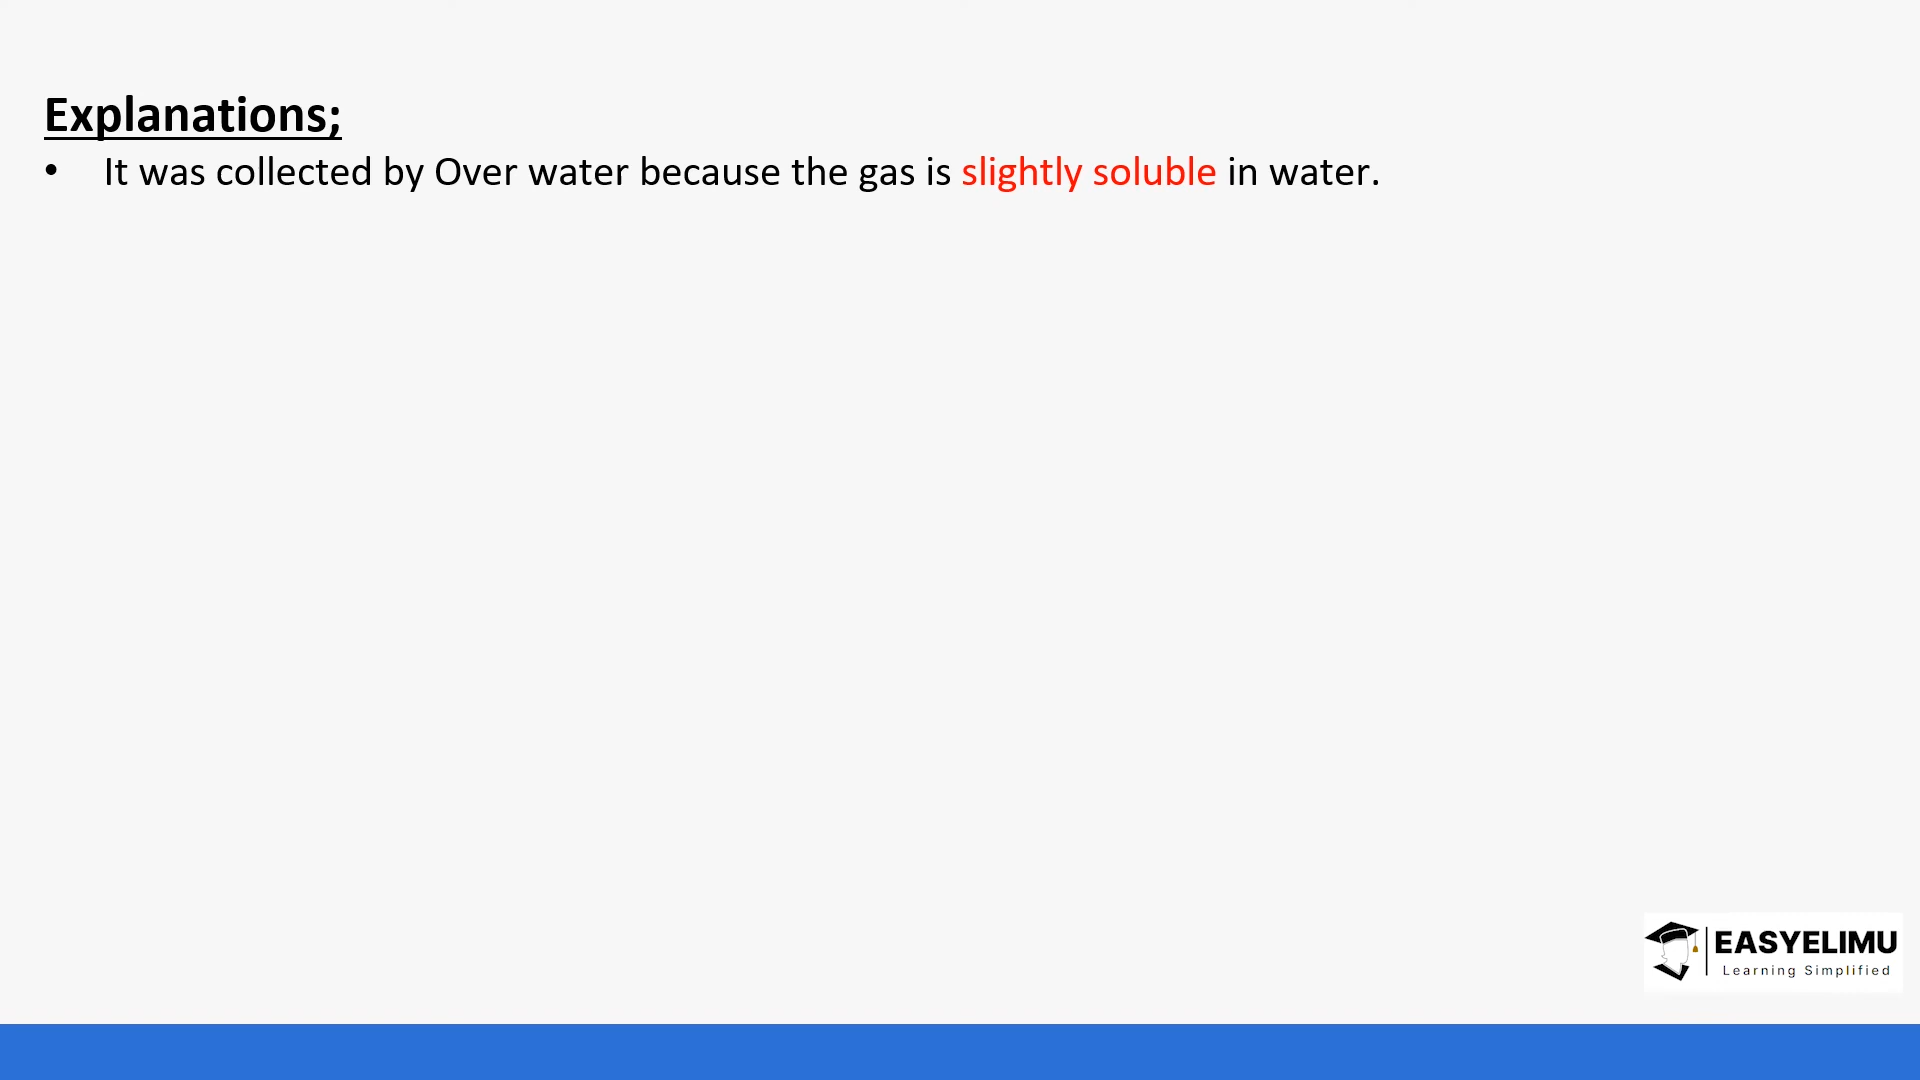 Explanations;
• It was collected by Over water because the gas is slightly soluble in water.
EASYELIMU
Learning Simplified